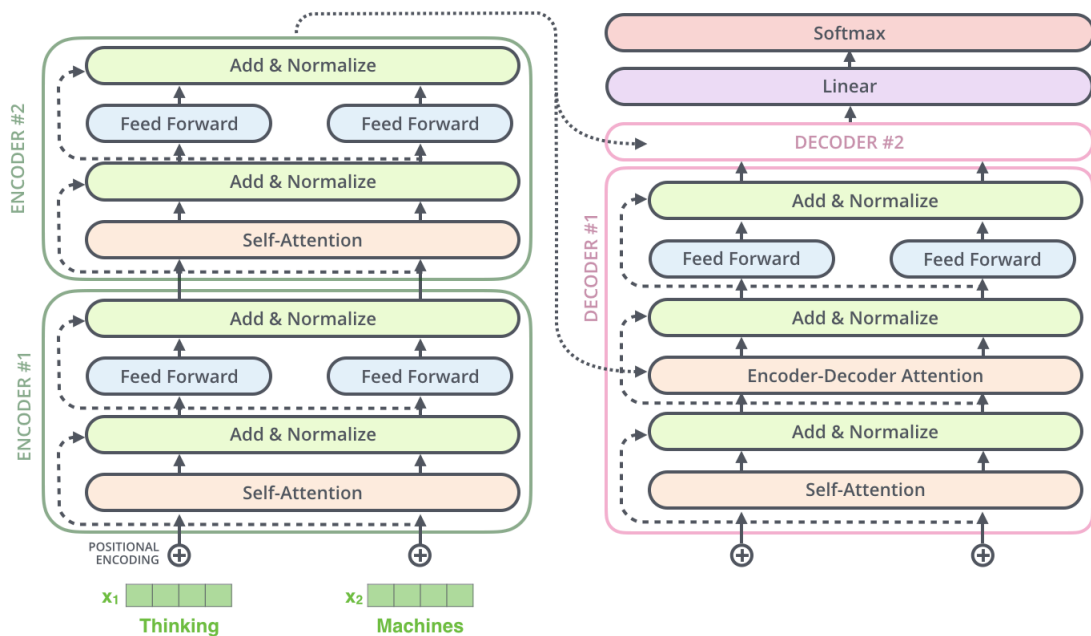 ENCODER #2
Add & Normalize
Feed Forward
Feed Forward
Add & Normalize
Self-Attention
ENCODER #1
Add & Normalize
Feed Forward
Feed Forward
Add & Normalize
Self-Attention
POSITIONAL
ENCODING
x1
x2
Thinking
Machines
Softmax
Linear
DECODER #2
DECODER #1
Add & Normalize
Feed Forward
Feed Forward
Add & Normalize
Encoder-Decoder Attention
Add & Normalize
Self-Attention